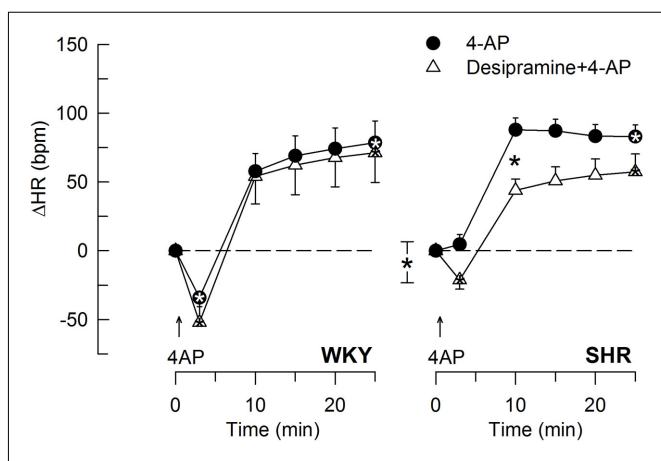 150
100
50
0
-50
ΔHR (bpm)
4-AP
Desipramine+4-AP
*
*
4AP
WKY
4AP
SHR
0 10 20
0 10 20
Time (min)
Time (min)